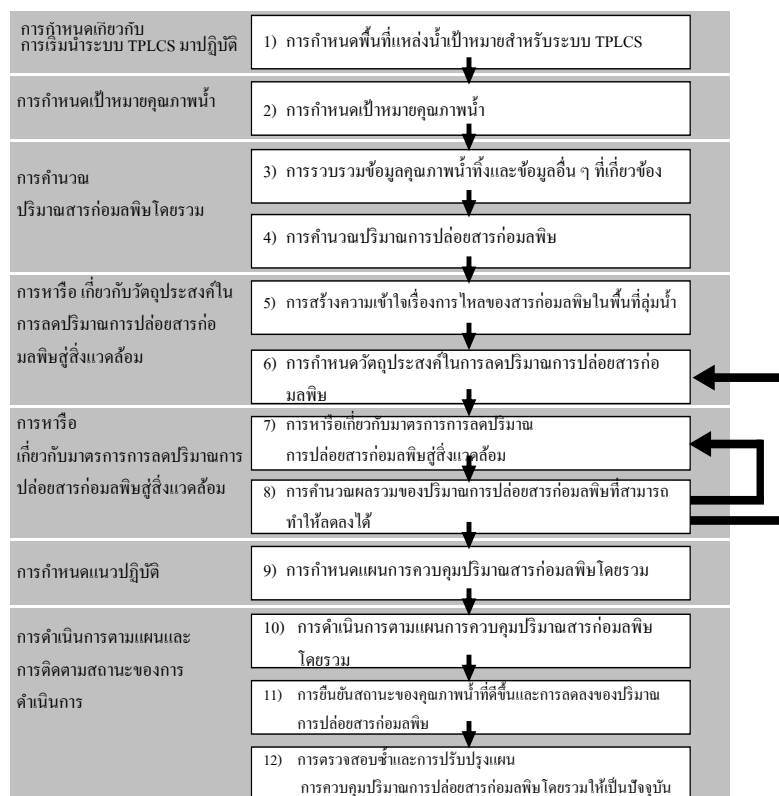 การกำหนดเกี่ยวกับ
การเริ่มนำระบบ TPLCS มาปฏิบัติ
1) การกำหนดพื้นที่แหล่งน้ำเป้าหมายสำหรับระบบ TPLCS
การกำหนดเป้าหมายคุณภาพน้ำ
2) การกำหนดเป้าหมายคุณภาพน้ำ
การคำนวณ
ปริมาณสารก่อมลพิษโดยรวม
3) การรวบรวมข้อมูลคุณภาพน้ำทิ้งและข้อมูลอื่น ๆ ที่เกี่ยวข้อง
4) การคำนวณปริมาณการปล่อยสารก่อมลพิษ
การหารือ เกี่ยวกับวัตถุประสงค์ใน
การลดปริมาณการปล่อยสารก่อ
มลพิษสู่สิ่งแวดล้อม
5) การสร้างความเข้าใจเรื่องการไหลของสารก่อมลพิษในพื้นที่ลุ่มน้ำ
6) การกำหนดวัตถุประสงค์ในการลดปริมาณการปล่อยสารก่อ
มลพิษ
การหารือ
เกี่ยวกับมาตรการการลดปริมาณการ
ปล่อยสารก่อมลพิษสู่สิ่งแวดล้อม
7) การหารือเกี่ยวกับมาตรการการลดปริมาณ
การปล่อยสารก่อมลพิษสู่สิ่งแวดล้อม
8) การคำนวณผลรวมของปริมาณการปล่อยสารก่อมลพิษที่สามารถ
ทำให้ลดลงได้
การกำหนดแนวปฏิบัติ
9) การกำหนดแผนการควบคุมปริมาณสารก่อมลพิษโดยรวม
การดำเนินการตามแผนและ
การติดตามสถานะของการ
ดำเนินการ
10) การดำเนินการตามแผนการควบคุมปริมาณสารก่อมลพิษ
โดยรวม
11) การยืนยันสถานะของคุณภาพน้ำที่ดีขึ้นและการลดลงของปริมาณ
การปล่อยสารก่อมลพิษ
12) การตรวจสอบซ้ำและการปรับปรุงแผน
การควบคุมปริมาณการปล่อยสารก่อมลพิษโดยรวมให้เป็นปัจจุบัน